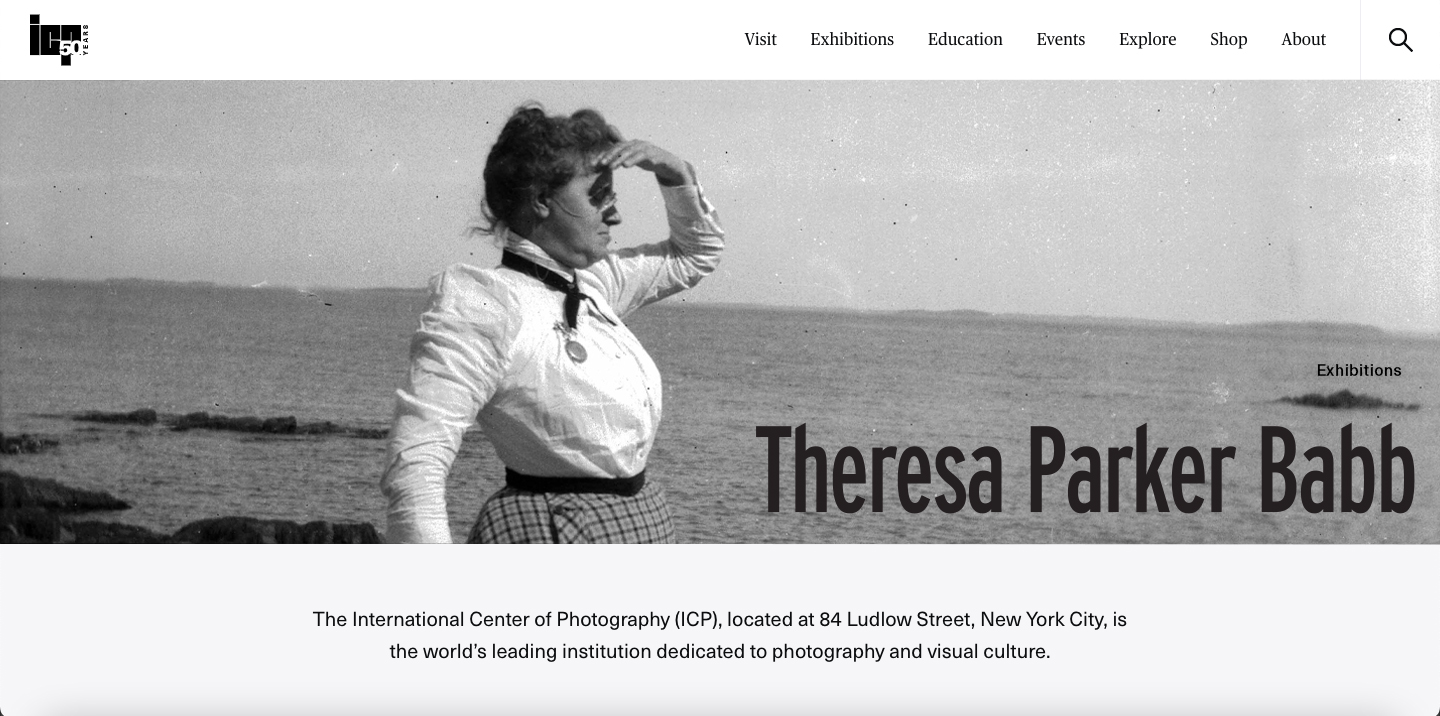 icp 50 YEARS
Visit Exhibitions Education Events Explore Shop About
Exhibitions
Theresa Parker Babb
The International Center of Photography (ICP), located at 84 Ludlow Street, New York City, is
the world’s leading institution dedicated to photography and visual culture.